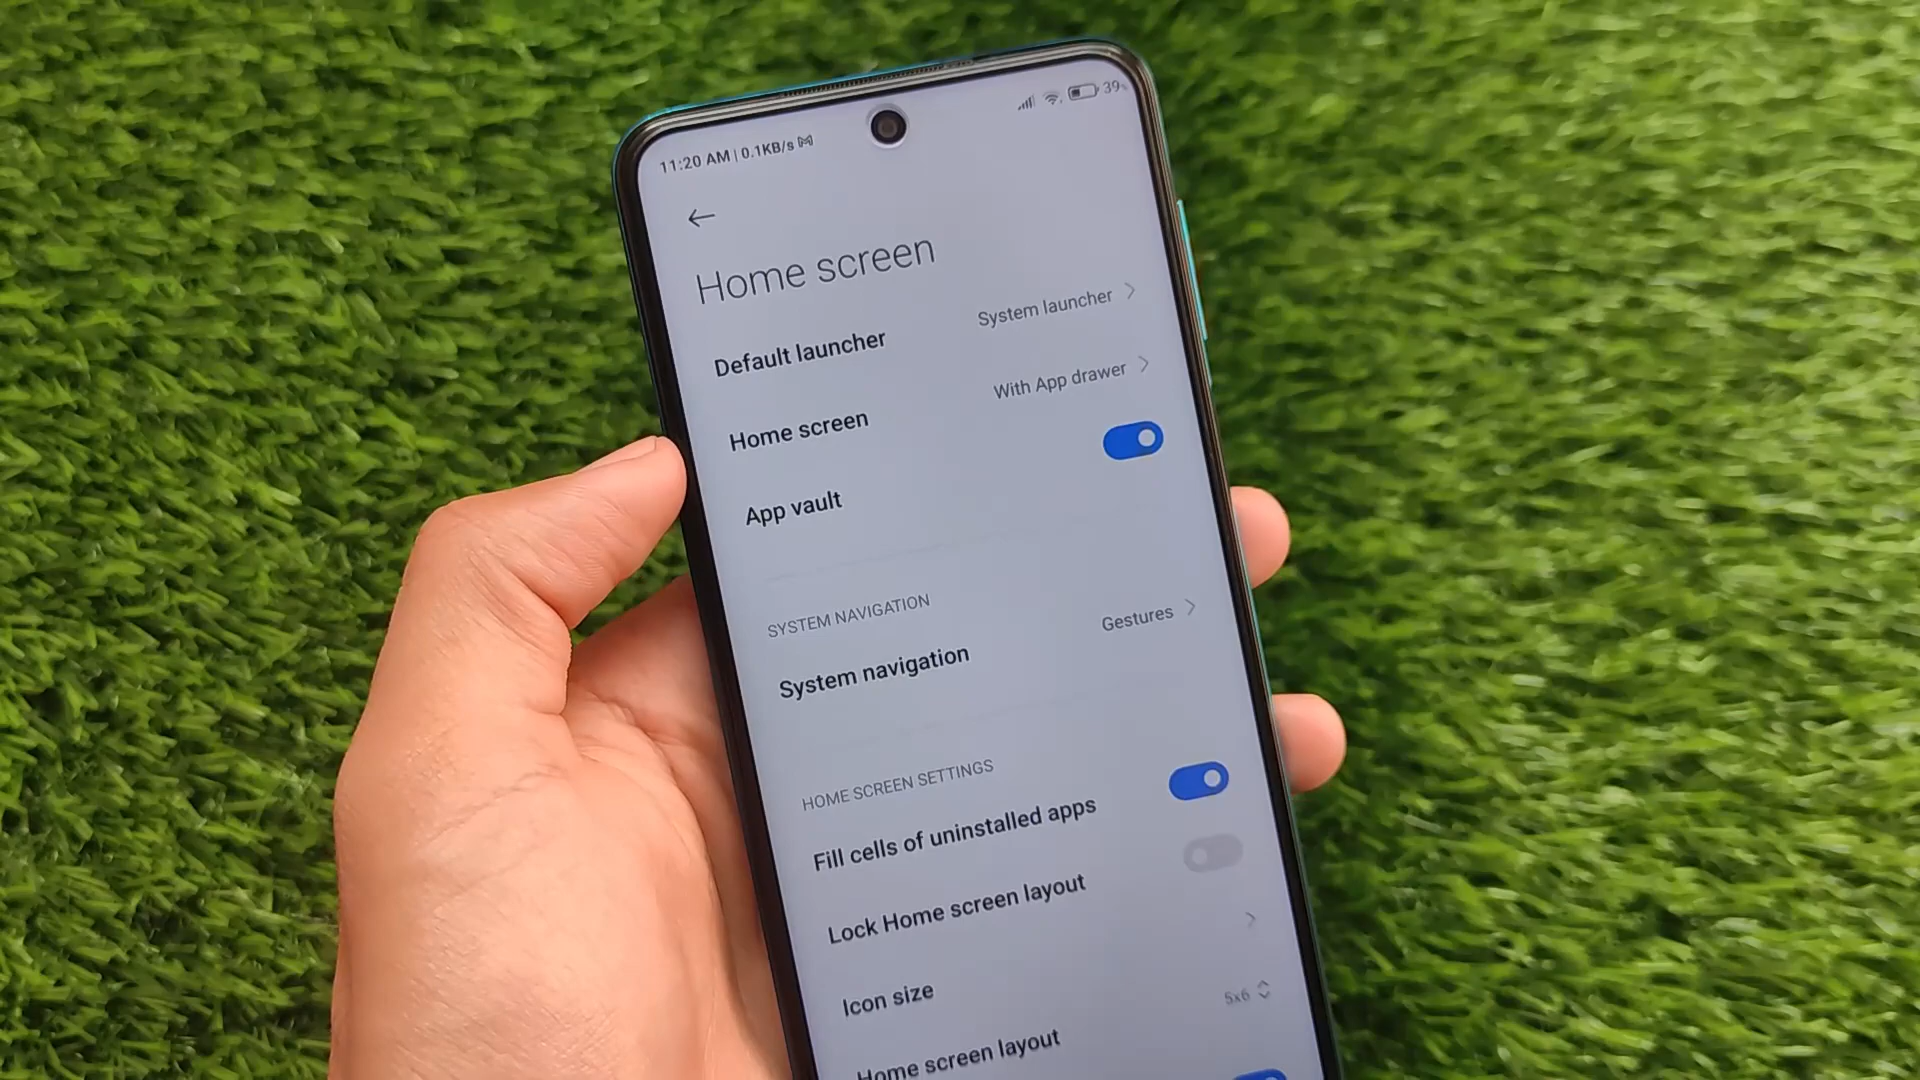 11:20 AM | 0.1KB/s
39%
Home screen
Default launcher
System launcher
Home screen
With App drawer
App vault
SYSTEM NAVIGATION
System navigation
Gestures
HOME SCREEN SETTINGS
Fill cells of uninstalled apps
Lock Home screen layout
Icon size
Home screen layout
5x6